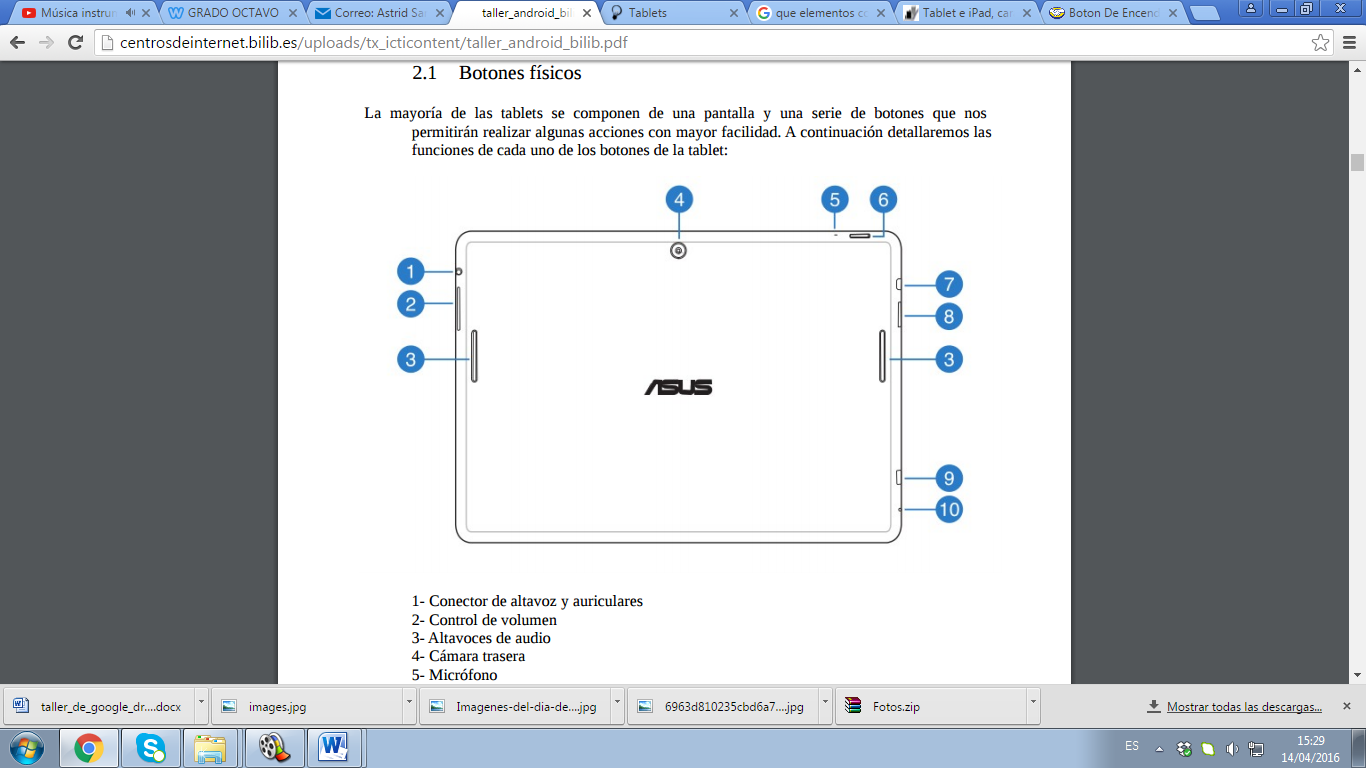 Música instrum
GRADO OCTAVO
Correo: Astrid Sa
taller_android_bil
Tablets
que elementos co
Tablet e iPad, car
Boton De Encend
centrosdeinternet.bilib.es/uploads/tx_icticontent/taller_android_bilib.pdf
2.1 Botones físicos
La mayoría de las tablets se componen de una pantalla y una serie de botones que nos
permitirán realizar algunas acciones con mayor facilidad. A continuación detallaremos las
funciones de cada uno de los botones de la tablet:
4 5 6
1 7
2 8
3 3
ASUS
9
10
1- Conector de altavoz y auriculares
2- Control de volumen
3- Altavoces de audio
4- Cámara trasera
5- Micrófono
taller_de_google_dr....docx
images.jpg
Imagenes-del-dia-de....jpg
6963d810235cbd6a7....jpg
Fotos.zip
Mostrar todas las descargas...
ES
15:29
14/04/2016